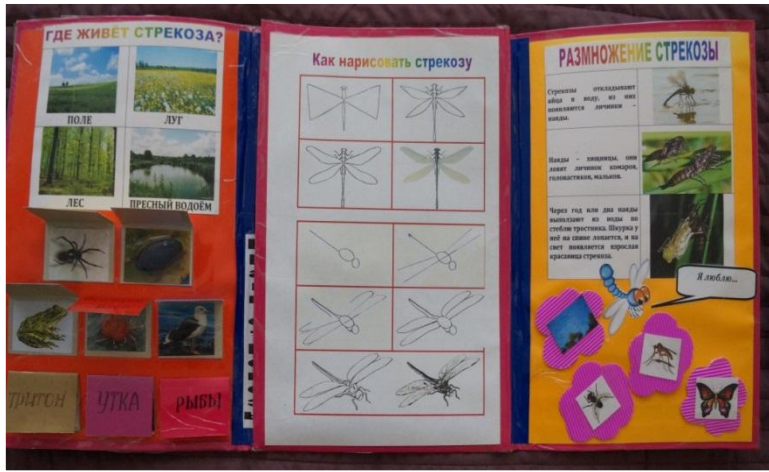 ГДЕ ЖИВЁТ СТРЕКОЗА?
ПОЛЕ
ЛУГ
ЛЕС
ПРЕСНЫЙ ВОДОЁМ
ТРИТОН
УТКА
РЫБЫ
Как нарисовать стрекозу
РАЗМНОЖЕНИЕ СТРЕКОЗЫ
Стрекозы откладывают
яйца в воду, из них
появляются личинки –
наяды.
Наяды – хищницы, они
ловят личинок комаров,
головастиков, мальков.
Через год или два наяды
выползают из воды по
стеблю тростника. Шкурка у
неё на спине лопается, и на
свет появляется взрослая
красавица стрекоза.
Я люблю...